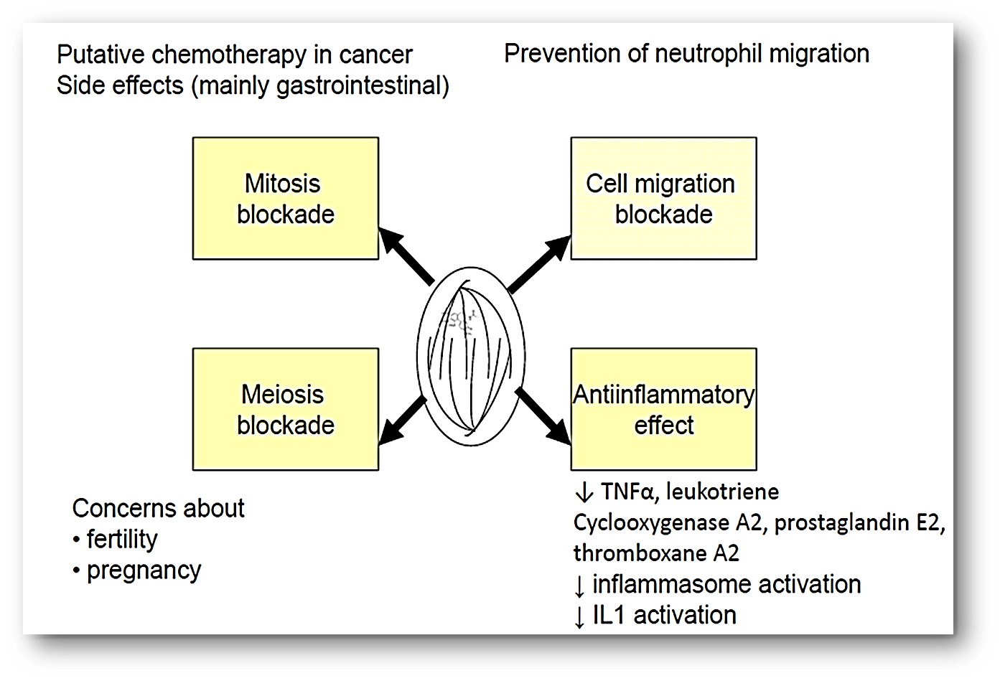 Putative chemotherapy in cancer
Side effects (mainly gastrointestinal)
Prevention of neutrophil migration
Mitosis
blockade
Cell migration
blockade
Meiosis
blockade
Antiinflammatory
effect
Concerns about
• fertility
• pregnancy
↓ TNFα, leukotriene
Cyclooxygenase A2, prostaglandin E2,
thromboxane A2
↓ inflammasome activation
↓ IL1 activation